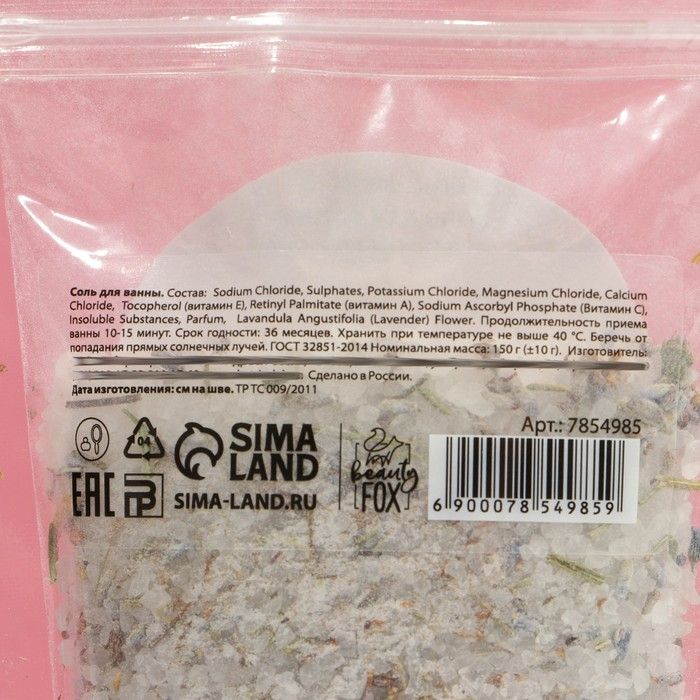 Соль для ванны. Состав: Sodium Chloride, Sulphates, Potassium Chloride, Magnesium Chloride, Calcium
Chloride, Tocopherol (витамин Е), Retinyl Palmitate (витамин А), Sodium Ascorbyl Phosphate (Витамин С),
Insoluble Substances, Parfum, Lavandula Angustifolia (Lavender) Flower. Продолжительность приема
ванны 10-15 минут. Срок годности: 36 месяцев. Хранить при температуре не выше 40 °С. Беречь от
попадания прямых солнечных лучей. ГОСТ 32851-2014 Номинальная масса: 150 г (±10 г). Изготовитель:
Сделано в России.
Дата изготовления: см на шве. ТР ТС 009/2011
Арт.: 7854985
04
SIMA
LAND
SIMA-LAND.RU
beauty
FOX
EAC
6 900078 549859